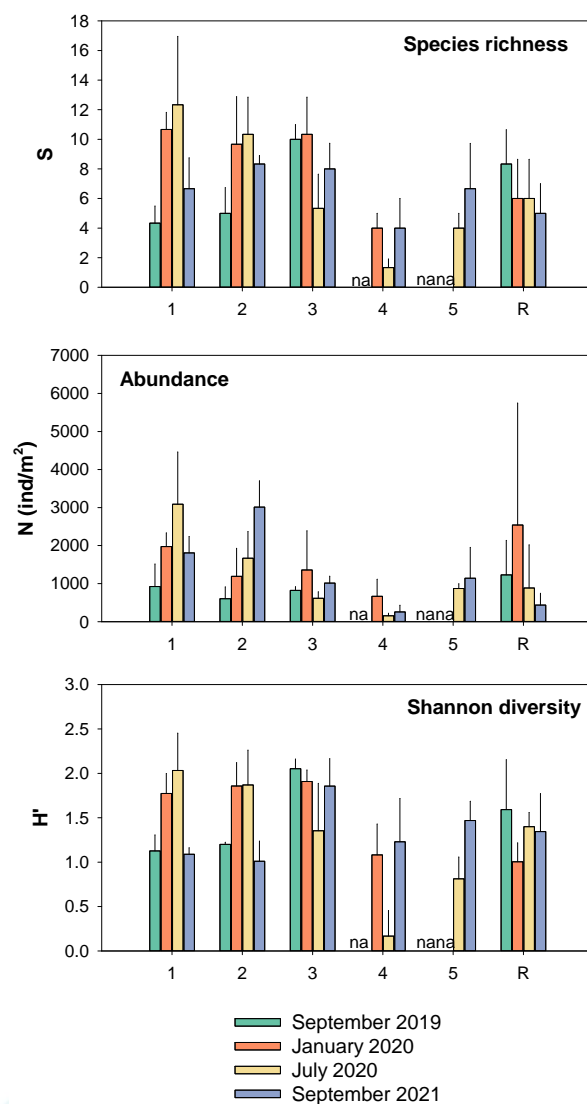 Species richness
S
18
16
14
12
10
8
6
4
2
0
na
nana
1 2 3 4 5 R
Abundance
N (ind/m²)
7000
6000
5000
4000
3000
2000
1000
0
na
nana
1 2 3 4 5 R
Shannon diversity
H'
3.0
2.5
2.0
1.5
1.0
0.5
0.0
na
nana
1 2 3 4 5 R
September 2019
January 2020
July 2020
September 2021